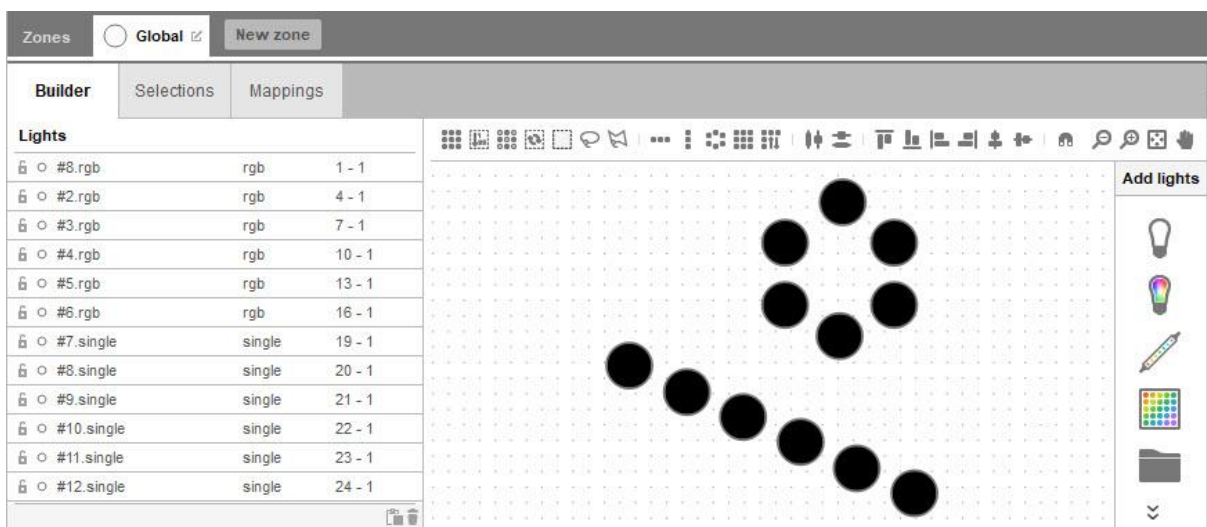 Zones Global New zone
Builder Selections Mappings
Lights
#8.rgb rgb 1 - 1
#2.rgb rgb 4 - 1
#3.rgb rgb 7 - 1
#4.rgb rgb 10 - 1
#5.rgb rgb 13 - 1
#6.rgb rgb 16 - 1
#7.single single 19 - 1
#8.single single 20 - 1
#9.single single 21 - 1
#10.single single 22 - 1
#11.single single 23 - 1
#12.single single 24 - 1
Add lights